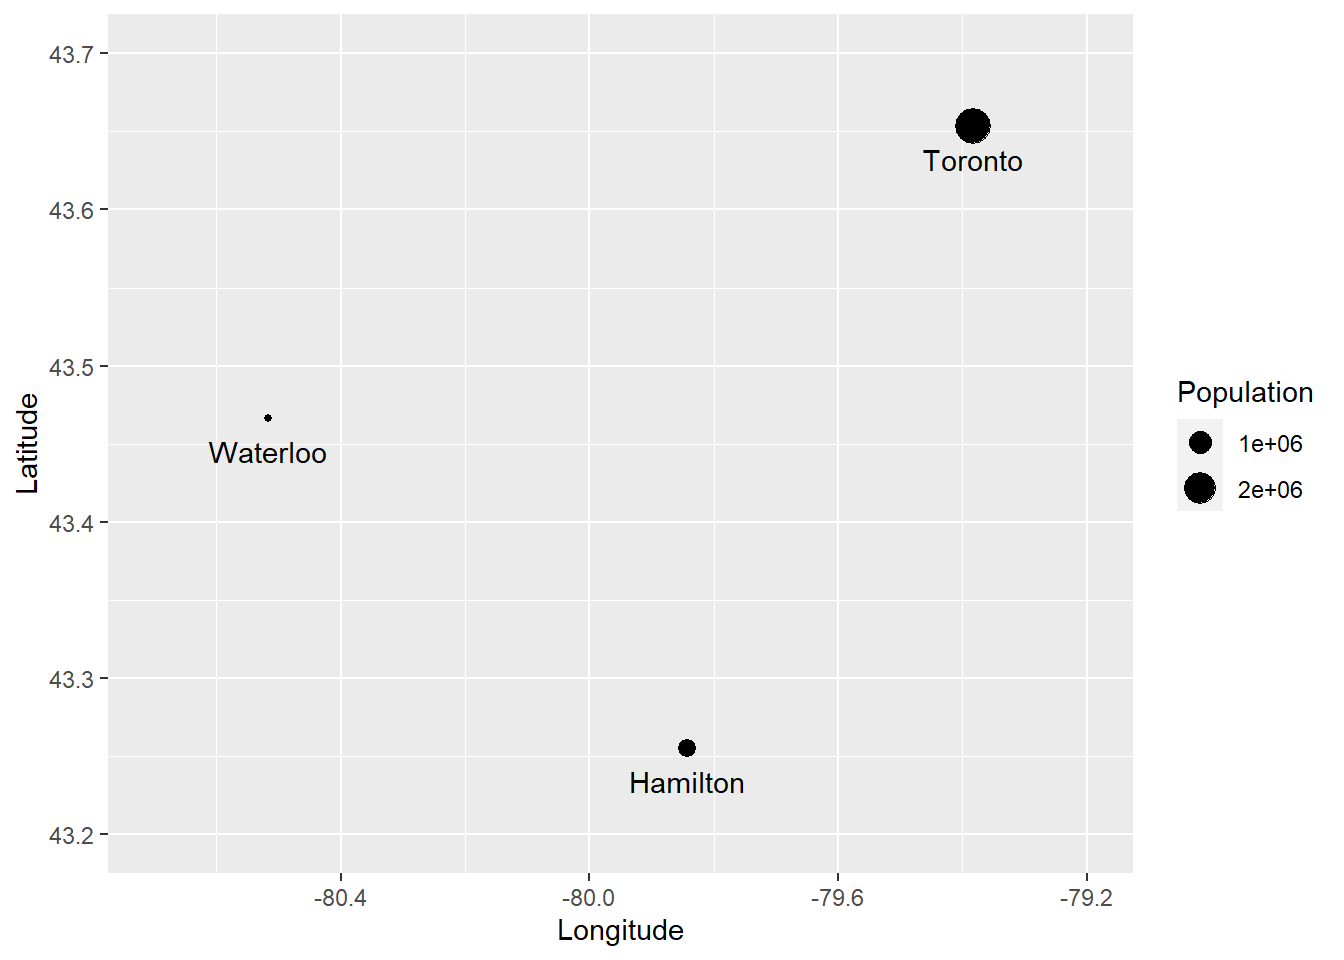 43.7
43.6
43.5
43.4
43.3
43.2
Latitude
Toronto
Waterloo
Hamilton
-80.4
-80.0
-79.6
-79.2
Longitude
Population
1e+06
2e+06